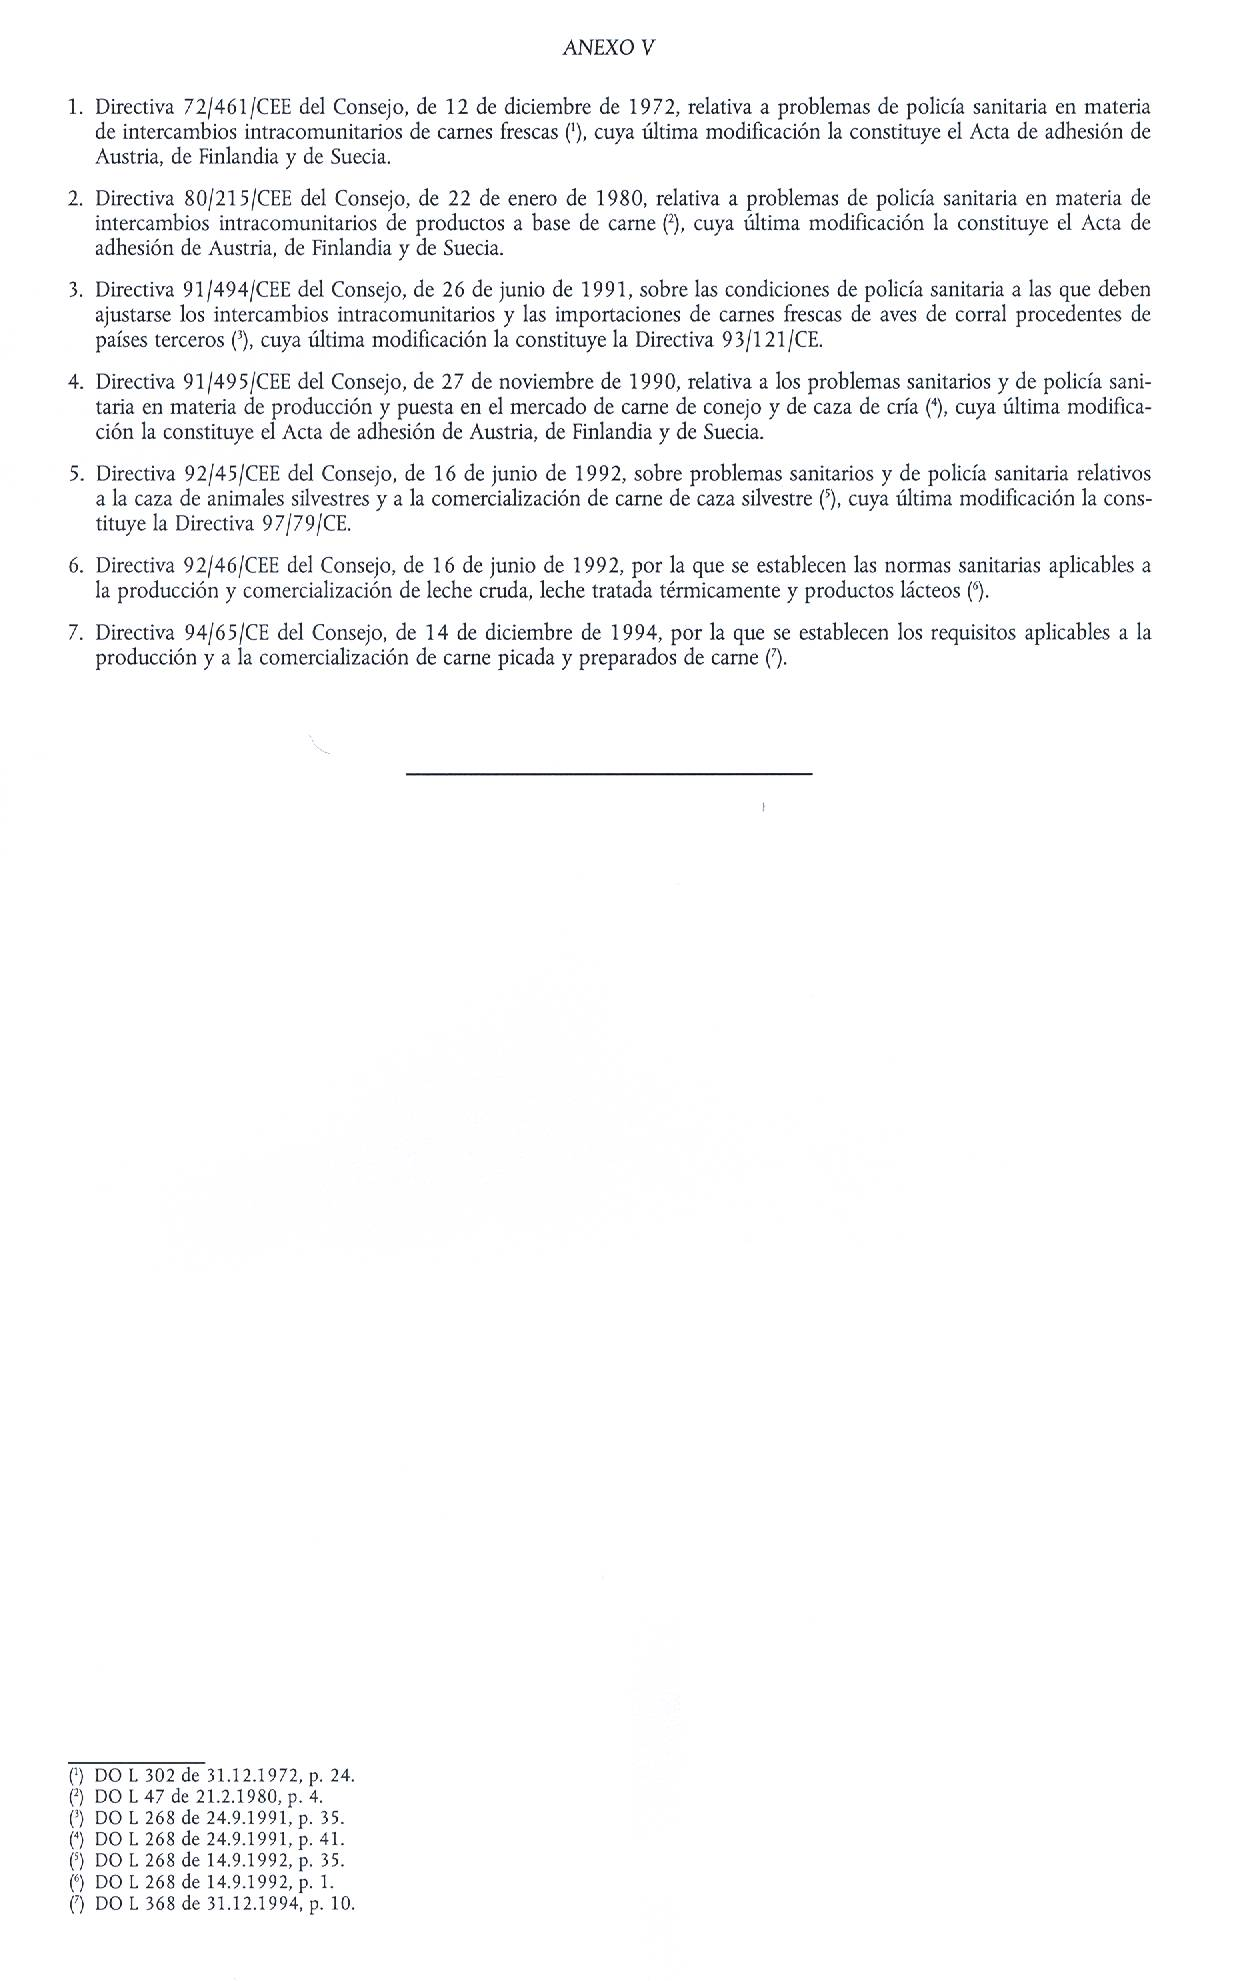 ANEXO V
1. Directiva 72/461/CEE del Consejo, de 12 de diciembre de 1972, relativa a problemas de policía sanitaria en materia
de intercambios intracomunitarios de carnes frescas (¹), cuya última modificación la constituye el Acta de adhesión de
Austria, de Finlandia y de Suecia.
2. Directiva 80/215/CEE del Consejo, de 22 de enero de 1980, relativa a problemas de policía sanitaria en materia de
intercambios intracomunitarios de productos a base de carne (²), cuya última modificación la constituye el Acta de
adhesión de Austria, de Finlandia y de Suecia.
3. Directiva 91/494/CEE del Consejo, de 26 de junio de 1991, sobre las condiciones de policía sanitaria a las que deben
ajustarse los intercambios intracomunitarios y las importaciones de carnes frescas de aves de corral procedentes de
países terceros (³), cuya última modificación la constituye la Directiva 93/121/CE.
4. Directiva 91/495/CEE del Consejo, de 27 de noviembre de 1990, relativa a los problemas sanitarios y de policía sani-
taria en materia de producción y puesta en el mercado de carne de conejo y de caza de cría (⁴), cuya última modifica-
ción la constituye el Acta de adhesión de Austria, de Finlandia y de Suecia.
5. Directiva 92/45/CEE del Consejo, de 16 de junio de 1992, sobre problemas sanitarios y de policía sanitaria relativos
a la caza de animales silvestres y a la comercialización de carne de caza silvestre (⁵), cuya última modificación la cons-
tituye la Directiva 97/79/CE.
6. Directiva 92/46/CEE del Consejo, de 16 de junio de 1992, por la que se establecen las normas sanitarias aplicables a
la producción y comercialización de leche cruda, leche tratada térmicamente y productos lácteos (⁶).
7. Directiva 94/65/CE del Consejo, de 14 de diciembre de 1994, por la que se establecen los requisitos aplicables a la
producción y a la comercialización de carne picada y preparados de carne (⁷).
(¹) DO L 302 de 31.12.1972, p. 24.
(²) DO L 47 de 21.2.1980, p. 4.
(³) DO L 268 de 24.9.1991, p. 35.
(⁴) DO L 268 de 24.9.1991, p. 41.
(⁵) DO L 268 de 14.9.1992, p. 35.
(⁶) DO L 268 de 14.9.1992, p. 1.
(⁷) DO L 368 de 31.12.1994, p. 10.